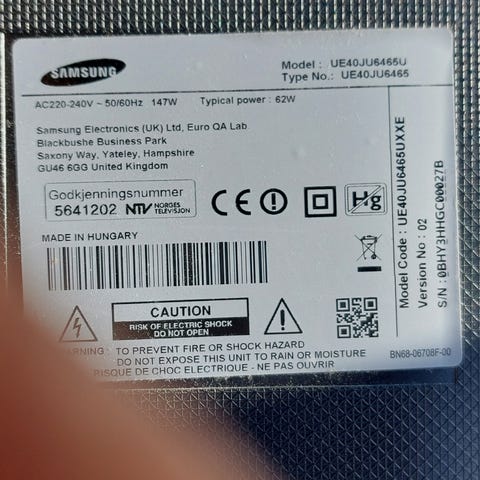 SAMSUNG
Model : UE40JU6465U
Type No.: UE40JU6465
AC220-240V ~ 50/60Hz 147W Typical power : 62W
Samsung Electronics (UK) Ltd, Euro QA Lab
Blackbushe Business Park
Saxony Way, Yateley, Hampshire
GU46 6GG United Kingdom
Godkjenningsnummer
5641202 NTV NORGES TELEVISJON
CE
Hg
MADE IN HUNGARY
CAUTION
RISK OF ELECTRIC SHOCK
DO NOT OPEN
WARNING: TO PREVENT FIRE OR SHOCK HAZARD
DO NOT EXPOSE THIS UNIT TO RAIN OR MOISTURE
RISQUE DE CHOC ELECTRIQUE - NE PAS OUVRIR
BN68-06708F-00
Model Code : UE40JU6465UXXE
Version No : 02
S/N : 0BHY3HHGC00027B